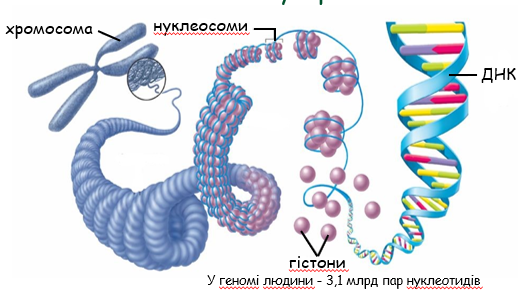 хромосома
нуклеосоми
ДНК
гістони
У геномі людини - 3,1 млрд пар нуклеотидів